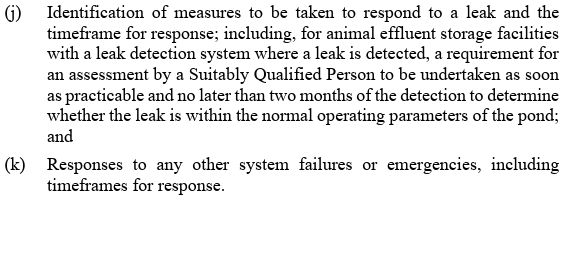 (j) Identification of measures to be taken to respond to a leak and the
timeframe for response; including, for animal effluent storage facilities
with a leak detection system where a leak is detected, a requirement for
an assessment by a Suitably Qualified Person to be undertaken as soon
as practicable and no later than two months of the detection to determine
whether the leak is within the normal operating parameters of the pond;
and
(k) Responses to any other system failures or emergencies, including
timeframes for response.